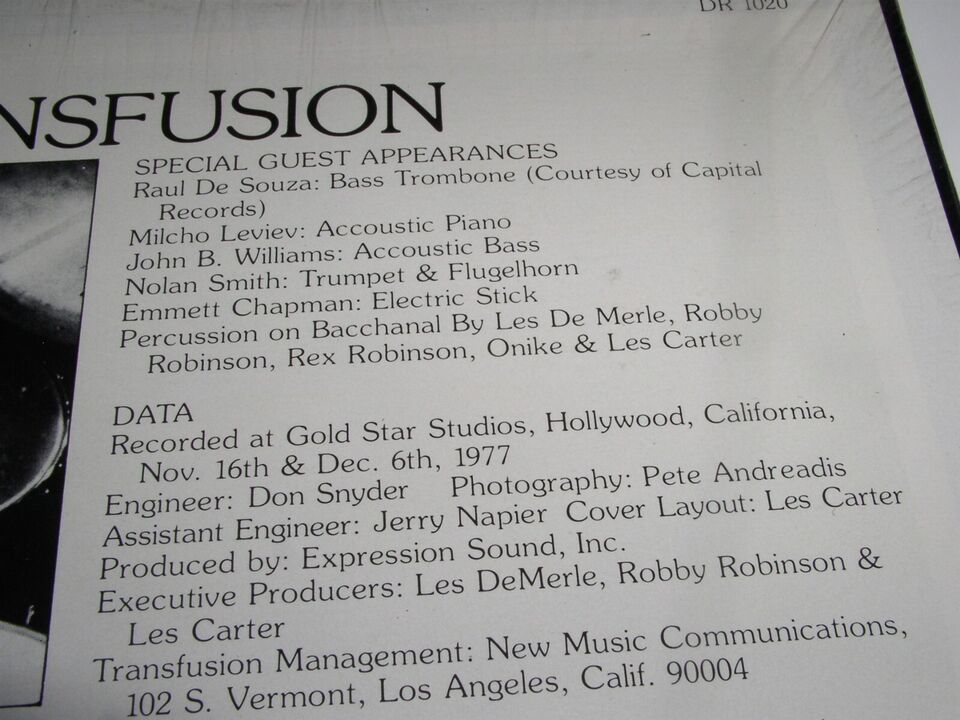 DR 1020
NSFUSION
SPECIAL GUEST APPEARANCES
Raul De Souza: Bass Trombone (Courtesy of Capital
Records)
Milcho Leviev: Accoustic Piano
John B. Williams: Accoustic Bass
Nolan Smith: Trumpet & Flugelhorn
Emmett Chapman: Electric Stick
Percussion on Bacchanal By Les De Merle, Robby
Robinson, Rex Robinson, Onike & Les Carter
DATA
Recorded at Gold Star Studios, Hollywood, California,
Nov. 16th & Dec. 6th, 1977
Engineer: Don Snyder Photography: Pete Andreadis
Assistant Engineer: Jerry Napier Cover Layout: Les Carter
Produced by: Expression Sound, Inc.
Executive Producers: Les DeMerle, Robby Robinson &
Les Carter
Transfusion Management: New Music Communications,
102 S. Vermont, Los Angeles, Calif. 90004